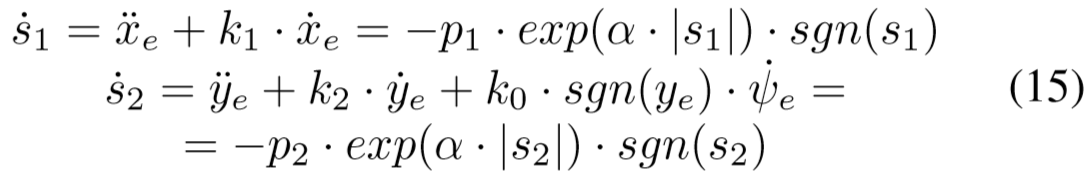 ṡ₁ = ẍₑ + k₁ · ẋₑ = −p₁ · exp(α · |s₁|) · sgn(s₁)
ṡ₂ = ÿₑ + k₂ · ẏₑ + k₀ · sgn(yₑ) · ψ̇ₑ = (15)
= −p₂ · exp(α · |s₂|) · sgn(s₂)